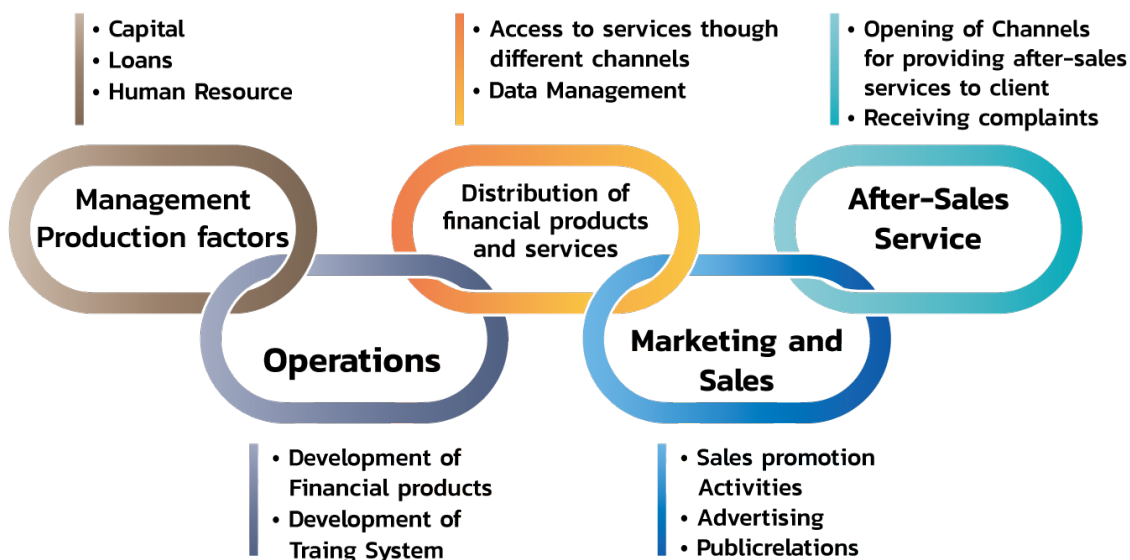 • Capital
• Loans
• Human Resource
Management
Production factors
• Development of
Financial products
• Development of
Traing System
Operations
• Access to services though
different channels
• Data Management
Distribution of
financial products
and services
Marketing and
Sales
• Sales promotion
Activities
• Advertising
• Publicrelations
• Opening of Channels
for providing after-sales
services to client
• Receiving complaints
After-Sales
Service